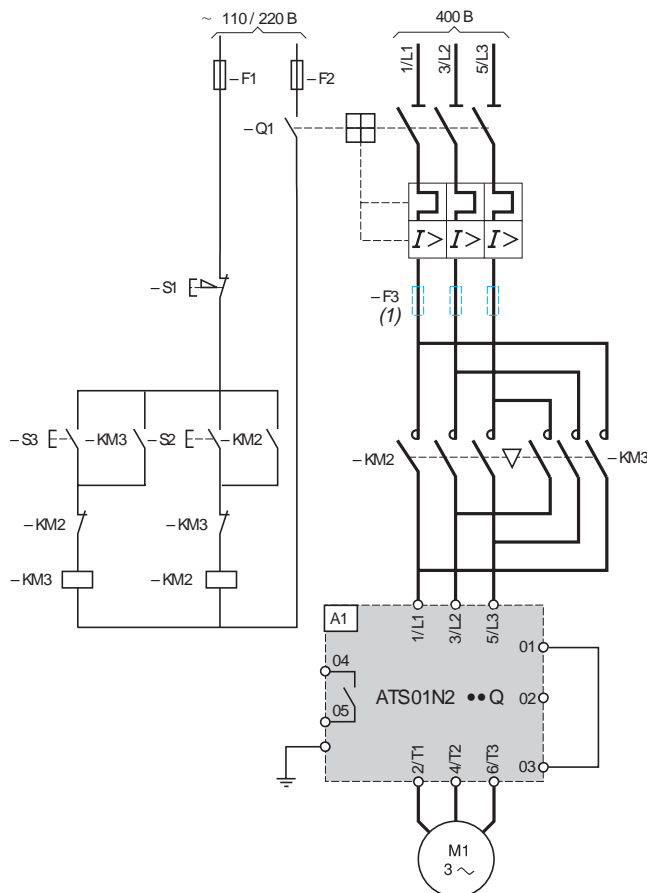 ~ 110/220 В
400 В
1/L1
3/L2
5/L3
–F1
–F2
–Q1
I>
I>
I>
–S1
–F3
(1)
–S3
–KM3
–S2
–KM2
–KM2
–KM3
–KM2
–KM3
–KM3
–KM2
A1
1/L1
3/L2
5/L3
01
04
ATS01N2 ••Q
02
05
03
2/T1
4/T2
6/T3
M1
3 ~